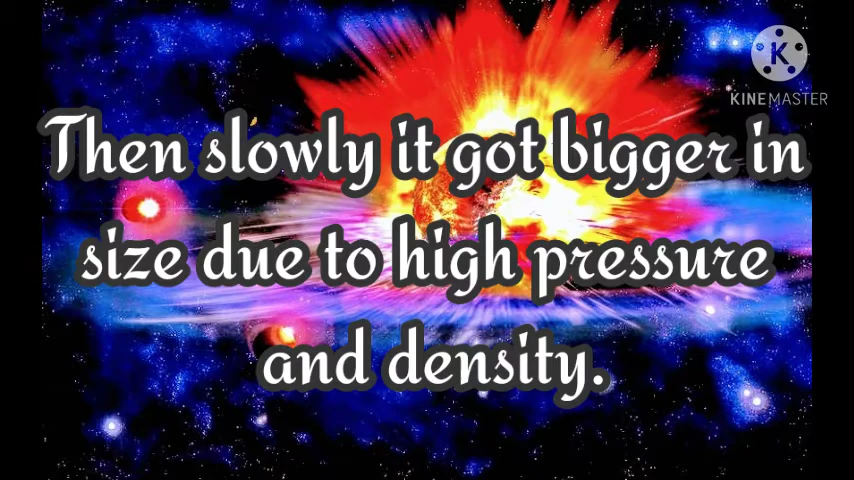 K
KINEMASTER
Then slowly it got bigger in
size due to high pressure
and density.